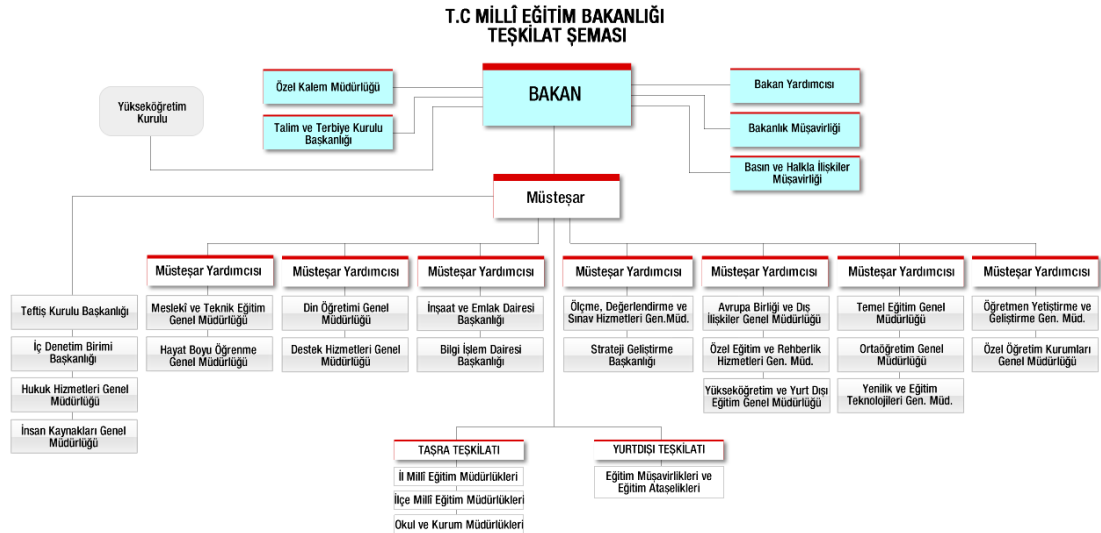 T.C MİLLÎ EĞİTİM BAKANLIĞI
TEŞKİLAT ŞEMASI
BAKAN
Özel Kalem Müdürlüğü
Talim ve Terbiye Kurulu
Başkanlığı
Yükseköğretim
Kurulu
Bakan Yardımcısı
Bakanlık Müşavirliği
Basın ve Halkla İlişkiler
Müşavirliği
Müsteşar
Teftiş Kurulu Başkanlığı
İç Denetim Birimi
Başkanlığı
Hukuk Hizmetleri Genel
Müdürlüğü
İnsan Kaynakları Genel
Müdürlüğü
Müsteşar Yardımcısı
Meslekî ve Teknik Eğitim
Genel Müdürlüğü
Hayat Boyu Öğrenme
Genel Müdürlüğü
Müsteşar Yardımcısı
Din Öğretimi Genel
Müdürlüğü
Destek Hizmetleri Genel
Müdürlüğü
Müsteşar Yardımcısı
İnşaat ve Emlak Dairesi
Başkanlığı
Bilgi İşlem Dairesi
Başkanlığı
Müsteşar Yardımcısı
Ölçme, Değerlendirme ve
Sınav Hizmetleri Gen.Müd.
Strateji Geliştirme
Başkanlığı
Müsteşar Yardımcısı
Avrupa Birliği ve Dış
İlişkiler Genel Müdürlüğü
Özel Eğitim ve Rehberlik
Hizmetleri Gen. Müd.
Yükseköğretim ve Yurt Dışı
Eğitim Genel Müdürlüğü
Müsteşar Yardımcısı
Temel Eğitim Genel
Müdürlüğü
Ortaöğretim Genel
Müdürlüğü
Yenilik ve Eğitim
Teknolojileri Gen. Müd.
Müsteşar Yardımcısı
Öğretmen Yetiştirme ve
Geliştirme Gen. Müd.
Özel Öğretim Kurumları
Genel Müdürlüğü
TAŞRA TEŞKİLATI
İl Millî Eğitim Müdürlükleri
İlçe Millî Eğitim Müdürlükleri
Okul ve Kurum Müdürlükleri
YURTDIŞI TEŞKİLATI
Eğitim Müşavirlikleri ve
Eğitim Ataşelikleri